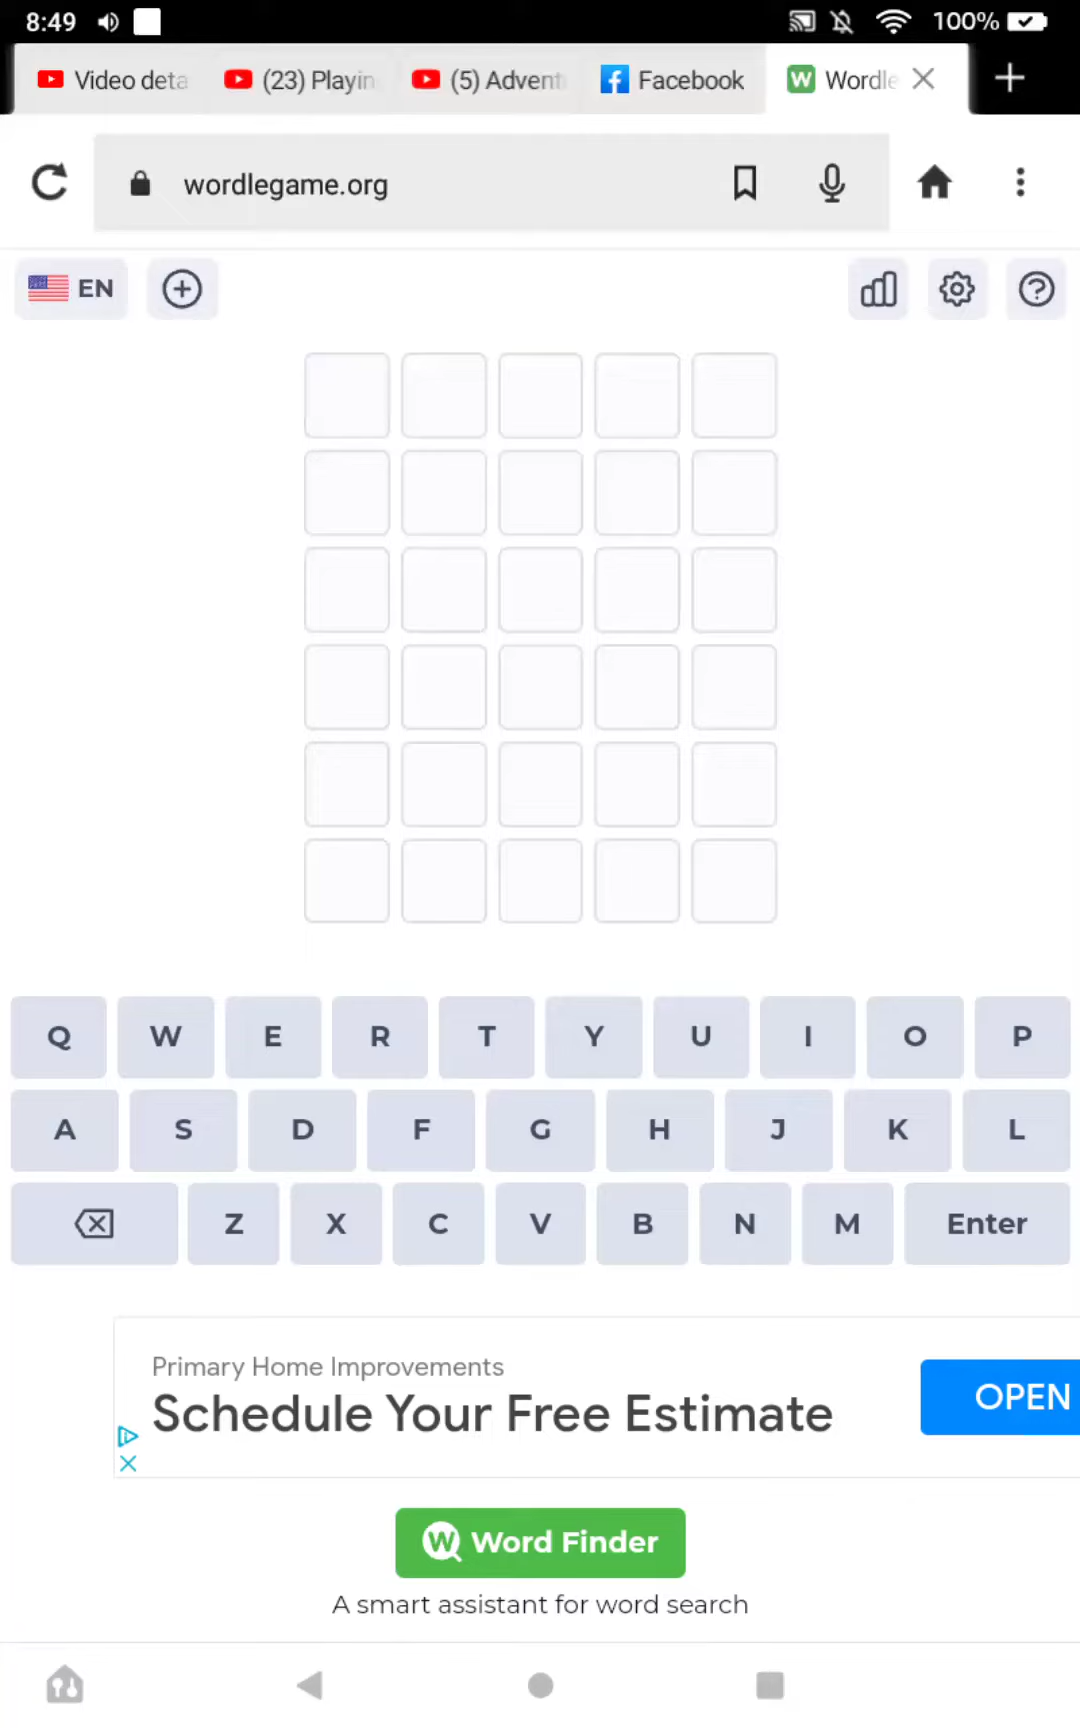 8:49 100%
Video deta (23) Playin (5) Advent Facebook W Wordle
wordlegame.org
EN
Q W E R T Y U I O P
A S D F G H J K L
Z X C V B N M Enter
Primary Home Improvements
Schedule Your Free Estimate
OPEN
W Word Finder
A smart assistant for word search